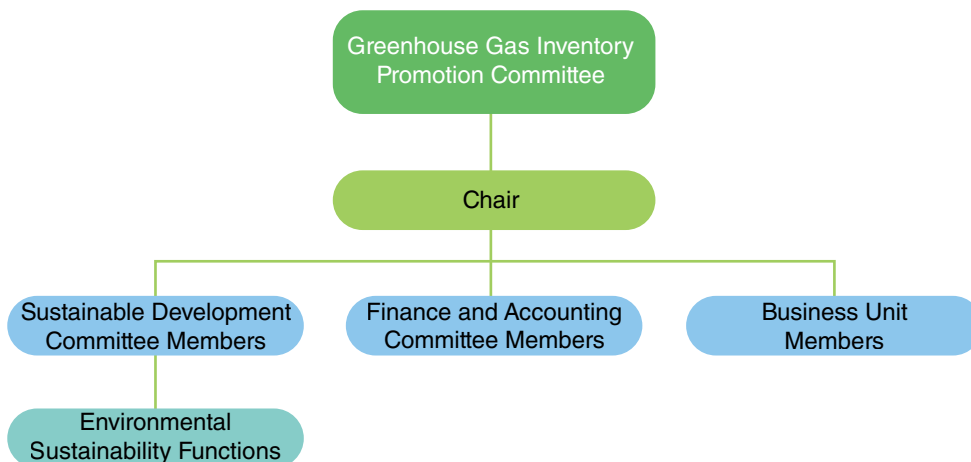 Greenhouse Gas Inventory
Promotion Committee
Chair
Sustainable Development
Committee Members
Finance and Accounting
Committee Members
Business Unit
Members
Environmental
Sustainability Functions